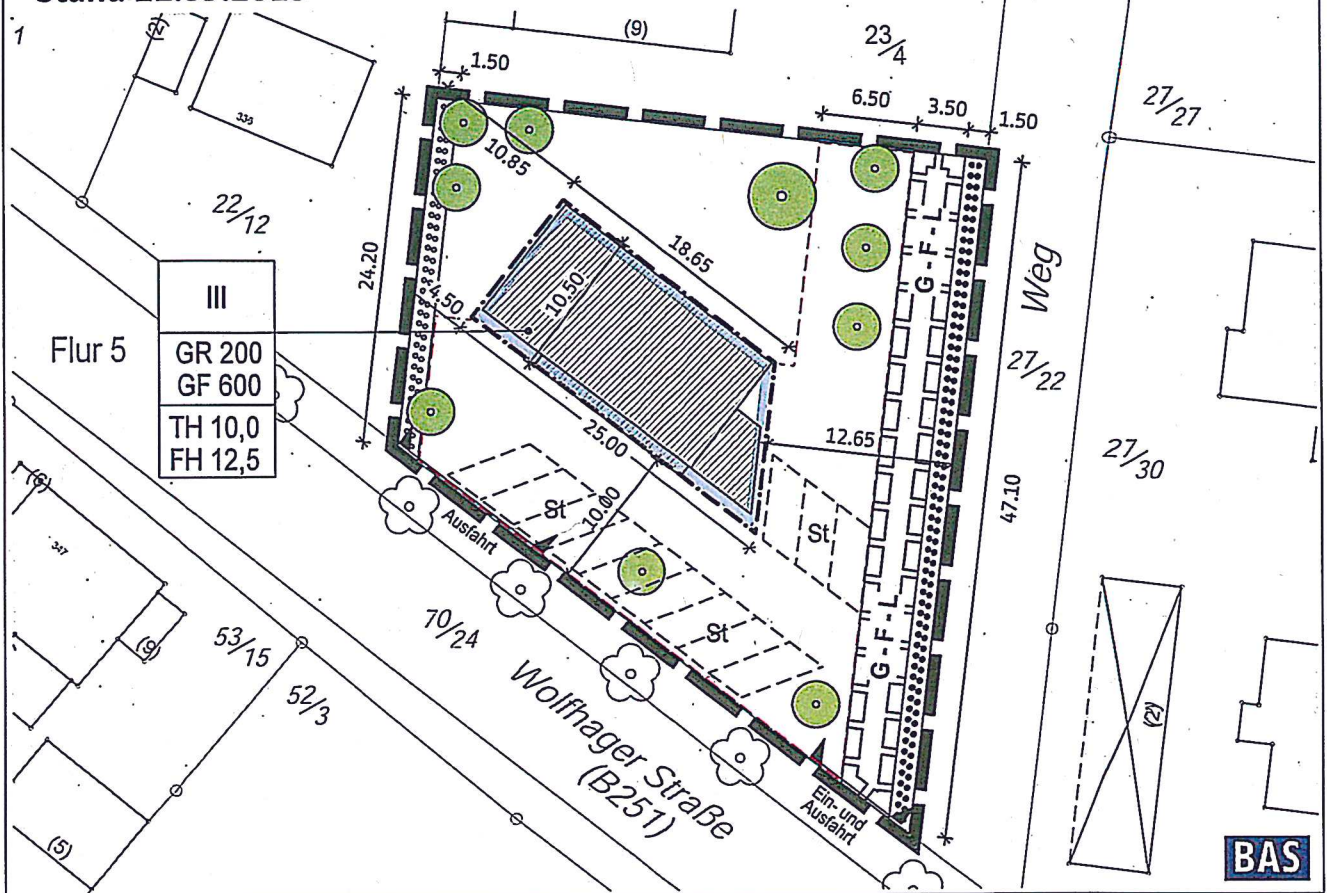 1
(2)
(9)
23/4
27/27
1.50
6.50
3.50
1.50
335
10.85
22/12
24.20
18.65
G - F - L
Weg
III
4.50
10.50
Flur 5
GR 200
GF 600
27/22
TH 10,0
FH 12,5
25.00
12.65
27/30
47.10
(6)
St
10.00
St
Ausfahrt
347
St
G - F - L
70/24
(9)
53/15
52/3
Wolfhager Straße
(B251)
(2)
Ein- und
Ausfahrt
(5)
BAS